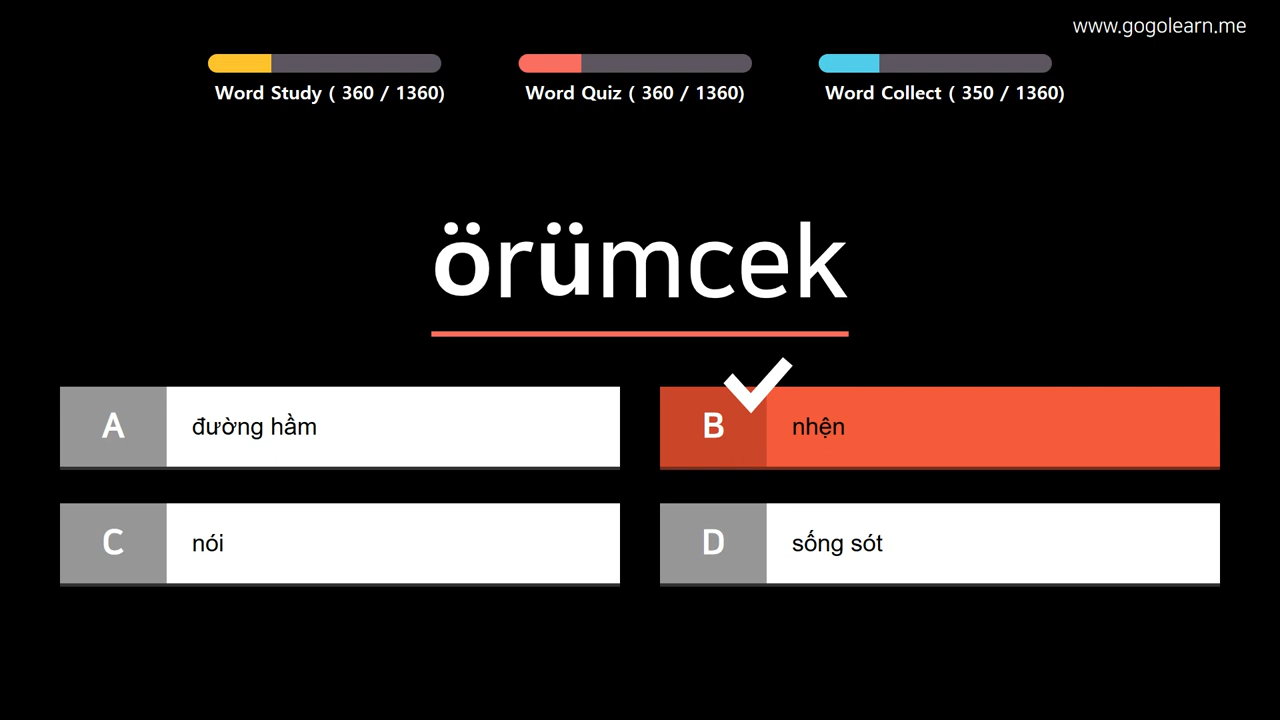 www.gogolearn.me
Word Study ( 360 / 1360)
Word Quiz ( 360 / 1360)
Word Collect ( 350 / 1360)
örümcek
A đường hầm
B nhện
C nói
D sống sót